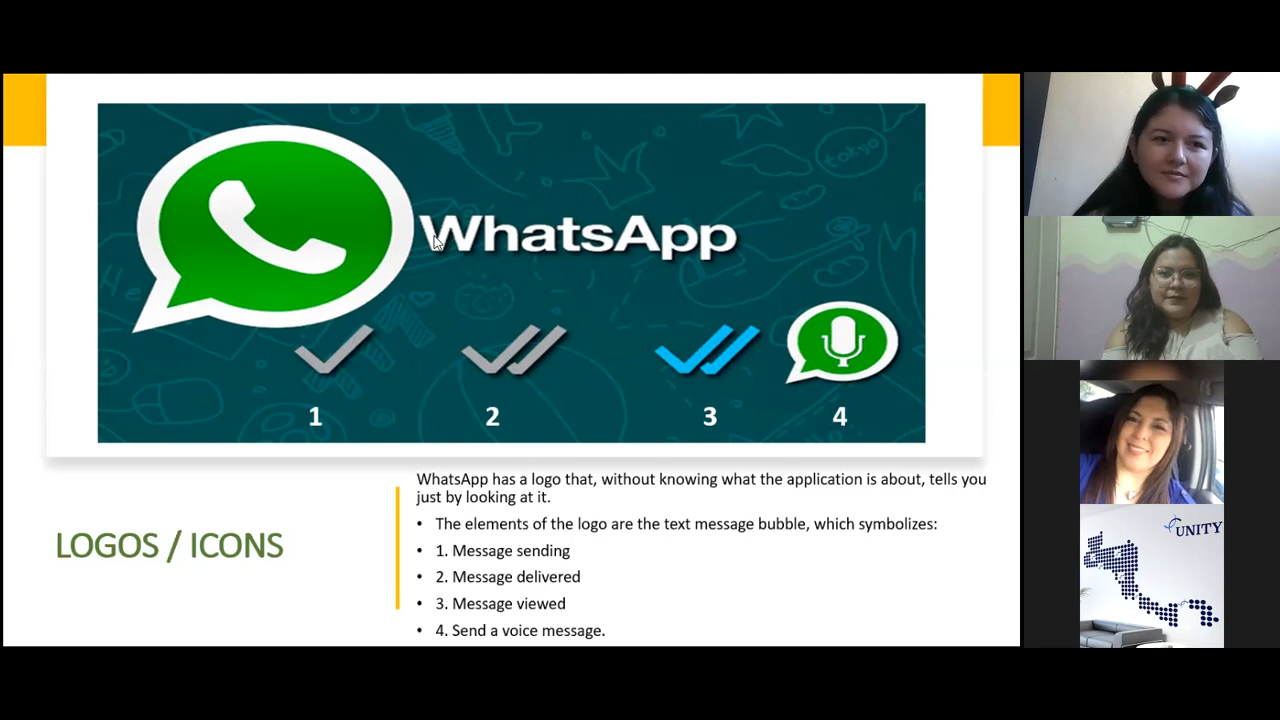 WhatsApp
tokyo
1
2
3
4
LOGOS / ICONS
WhatsApp has a logo that, without knowing what the application is about, tells you
just by looking at it.
• The elements of the logo are the text message bubble, which symbolizes:
• 1. Message sending
• 2. Message delivered
• 3. Message viewed
• 4. Send a voice message.
UNITY